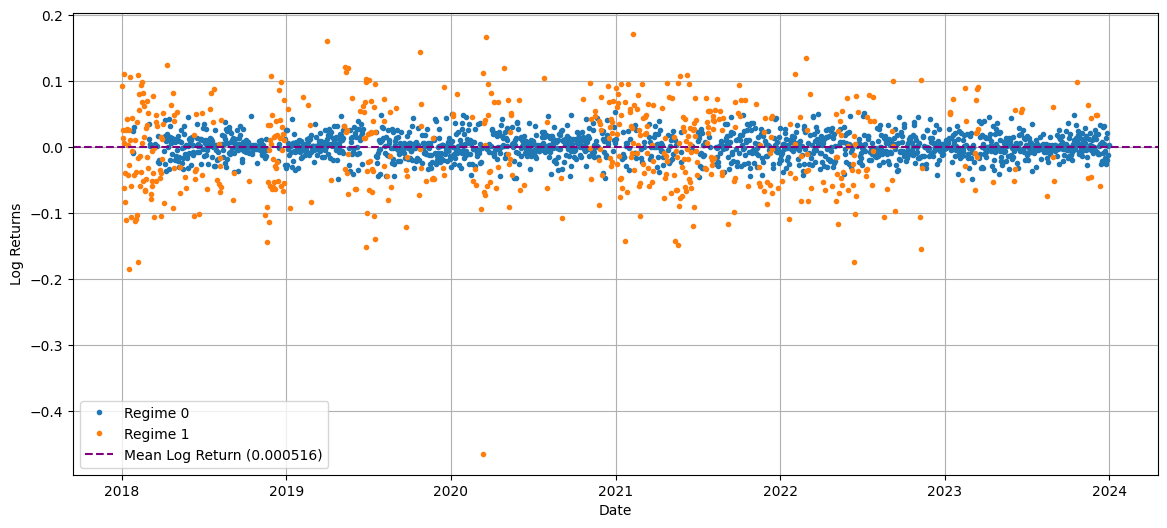 0.2
0.1
0.0
−0.1
−0.2
−0.3
−0.4
Log Returns
Regime 0
Regime 1
Mean Log Return (0.000516)
2018 2019 2020 2021 2022 2023 2024
Date